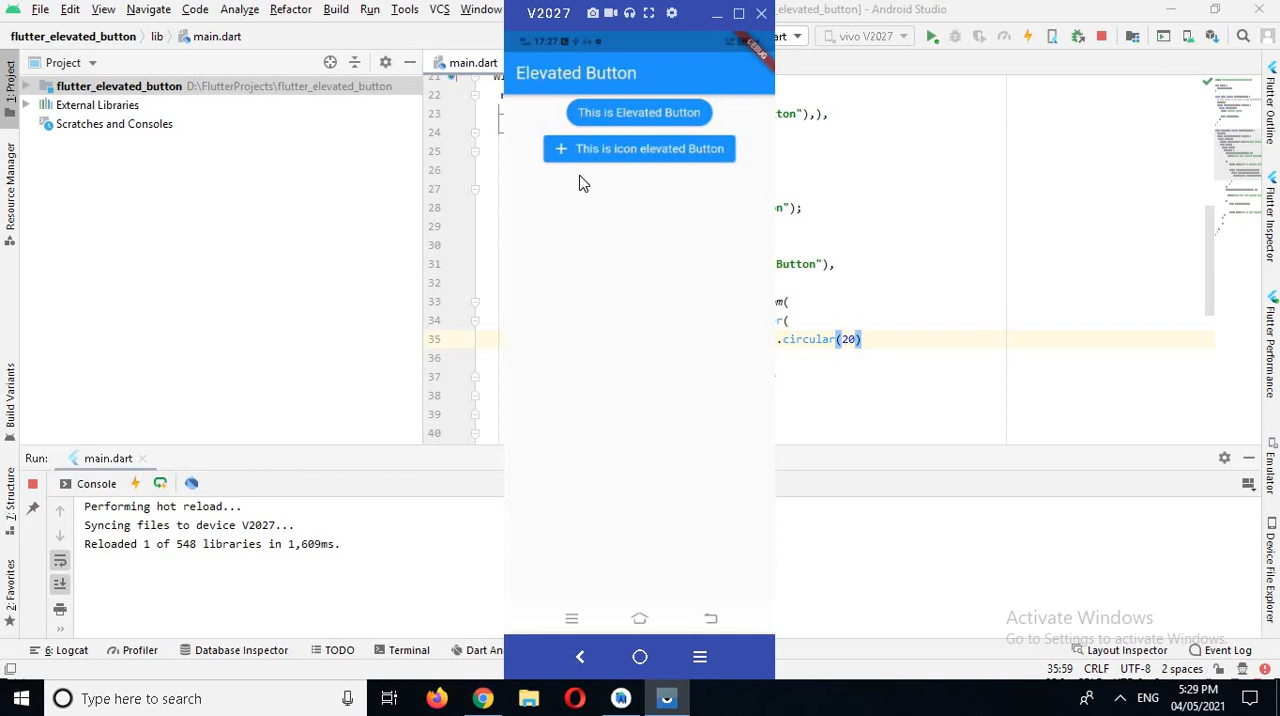 File Edit View Navigate Code Analyze Refactor Build Run Tools VCS Window
V2027
Android Studio
flutter_elevated_button lib main.dart
vivo V2027
17:27
DEBUG
Elevated Button
This is Elevated Button
This is icon elevated Button
1: Project
Resource Manager
Build Variants
7: Structure
2: Favorites
Project
flutter_elevated_button D:\FlutterProjects\flutter_elevated_button
External Libraries
Scratches and Consoles
main.dart
21
22
23
24
25
26
27
28
29
30
31
32
33
34
35
36
37
38
39
40
ton")),
n");
Button"),
m(
r(
.circular(20)
Flutter Outline
Flutter Inspector
Flutter Performance
Emulator
Device File Explorer
Run: main.dart
Console
Performing hot reload...
Syncing files to device V2027...
Reloaded 1 of 548 libraries in 1,609ms.
Activate Windows
Go to Settings to activate Windows.
6: Logcat Profiler Database Inspector TODO Terminal Dart An
Layout Inspector Event Log
35:59 CRLF UTF-8 2 spaces
Type here to search
ENG
5:29 PM
04/05/2021